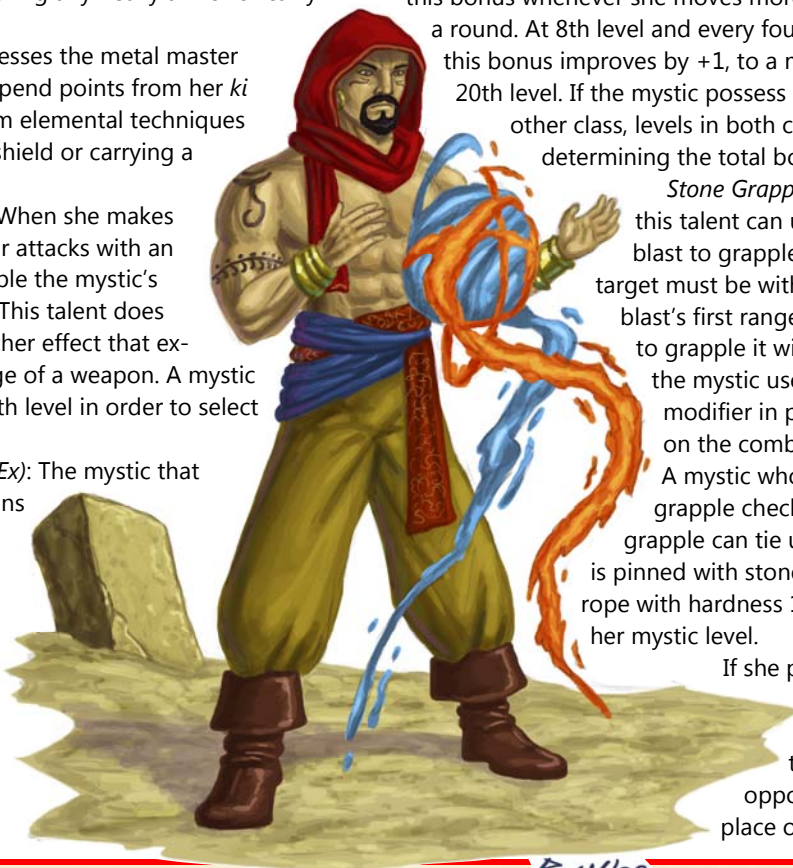 esses the metal master
pend points from her ki
m elemental techniques
shield or carrying a
When she makes
r attacks with an
ple the mystic's
This talent does
her effect that ex-
ge of a weapon. A mystic
th level in order to select
Ex): The mystic that
ns
this bonus whenever she moves more
a round. At 8th level and every fou
this bonus improves by +1, to a m
20th level. If the mystic possess
other class, levels in both c
determining the total bo
Stone Grapp
this talent can u
blast to grapple
target must be with
blast's first range
to grapple it wi
the mystic use
modifier in p
on the comb
A mystic who
grapple check
grapple can tie u
is pinned with stone
rope with hardness 1
her mystic level.
If she p
t
oppo
place o